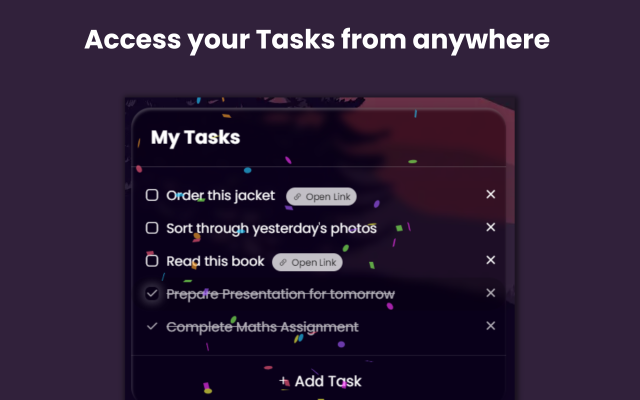 Access your Tasks from anywhere
My Tasks
Order this jacket Open Link
Sort through yesterday's photos
Read this book Open Link
Prepare Presentation for tomorrow
Complete Maths Assignment
+ Add Task